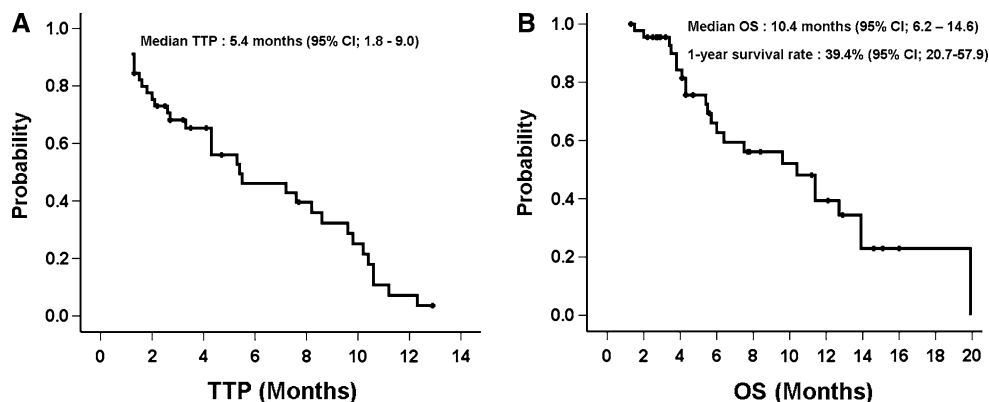 A
Median TTP : 5.4 months (95% CI; 1.8 - 9.0)
1.0
0.8
0.6
0.4
0.2
0.0
Probability
0 2 4 6 8 10 12 14
TTP (Months)
B
Median OS : 10.4 months (95% CI; 6.2 – 14.6)
1-year survival rate : 39.4% (95% CI; 20.7-57.9)
1.0
0.8
0.6
0.4
0.2
0.0
Probability
0 2 4 6 8 10 12 14 16 18 20
OS (Months)